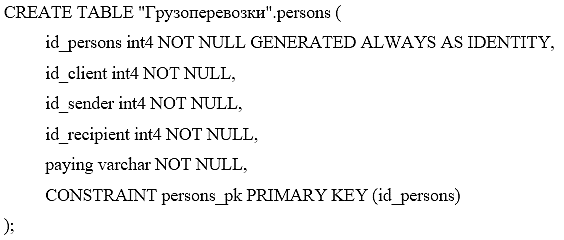 CREATE TABLE "Грузоперевозки".persons (
id_persons int4 NOT NULL GENERATED ALWAYS AS IDENTITY,
id_client int4 NOT NULL,
id_sender int4 NOT NULL,
id_recipient int4 NOT NULL,
paying varchar NOT NULL,
CONSTRAINT persons_pk PRIMARY KEY (id_persons)
);